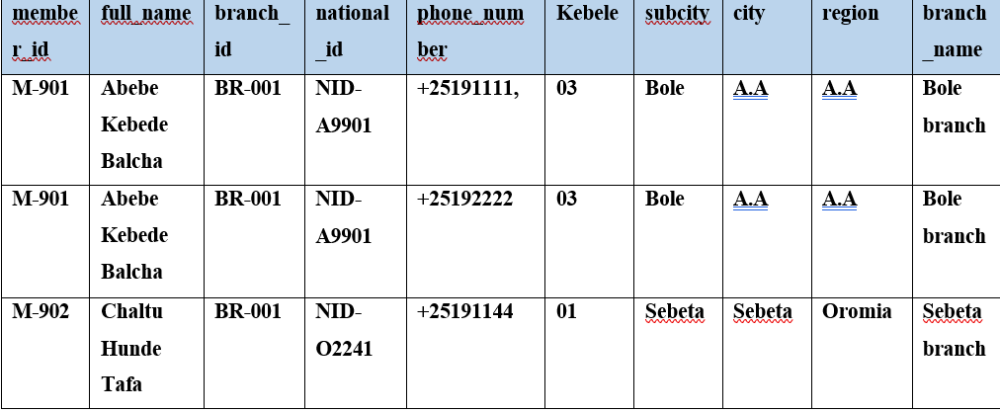 member_id full_name branch_id national_id phone_number Kebele subcity city region branch_name
M-901 Abebe Kebede Balcha BR-001 NID-A9901 +25191111, 03 Bole A.A A.A Bole branch
M-901 Abebe Kebede Balcha BR-001 NID-A9901 +25192222 03 Bole A.A A.A Bole branch
M-902 Chaltu Hunde Tafa BR-001 NID-O2241 +25191144 01 Sebeta Sebeta Oromia Sebeta branch